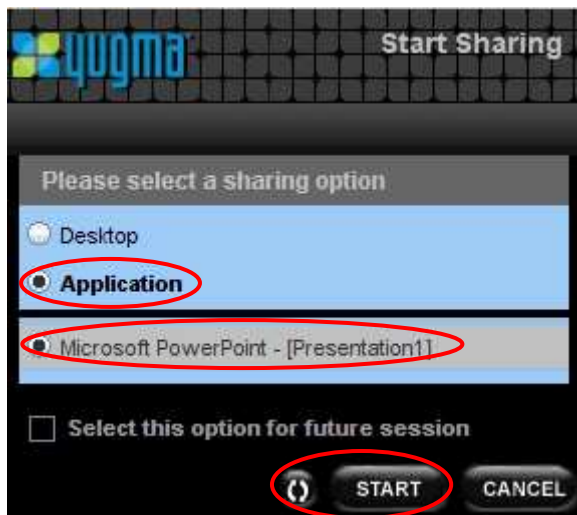 yugma
Start Sharing
Please select a sharing option
Desktop
Application
Microsoft PowerPoint - [Presentation1]
Select this option for future session
START CANCEL